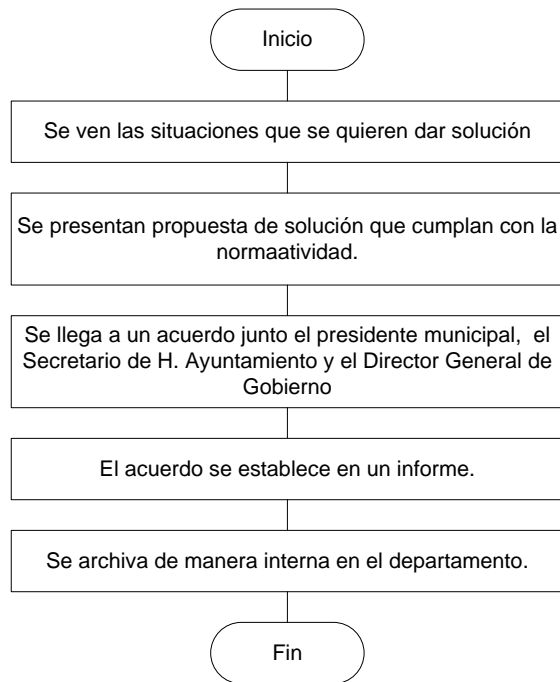 Inicio
Se ven las situaciones que se quieren dar solución
Se presentan propuesta de solución que cumplan con la
normaatividad.
Se llega a un acuerdo junto el presidente municipal, el
Secretario de H. Ayuntamiento y el Director General de
Gobierno
El acuerdo se establece en un informe.
Se archiva de manera interna en el departamento.
Fin